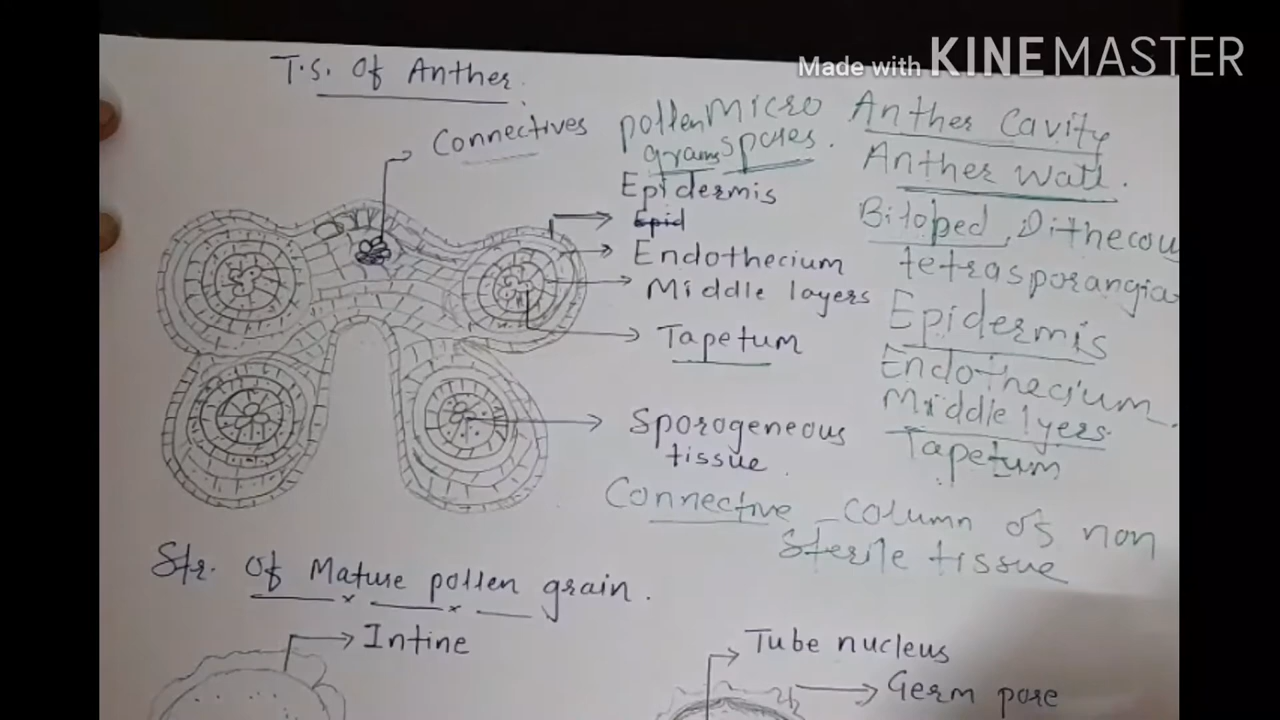 Made with KINEMASTER
T.S. Of Anther.
Connectives
pollen Micro
grains spores.
Epidermis
Epid
Endothecium
Middle layers
Tapetum
Sporogeneous
tissue
Anther Cavity
Anther Wall.
Biloped, Dithecou
tetrasporangia
Epidermis
Endothecium
Middle lyers
Tapetum
Connective - column of non
Sterile tissue
Str. Of Mature pollen grain.
Intine
Tube nucleus
Germ pore